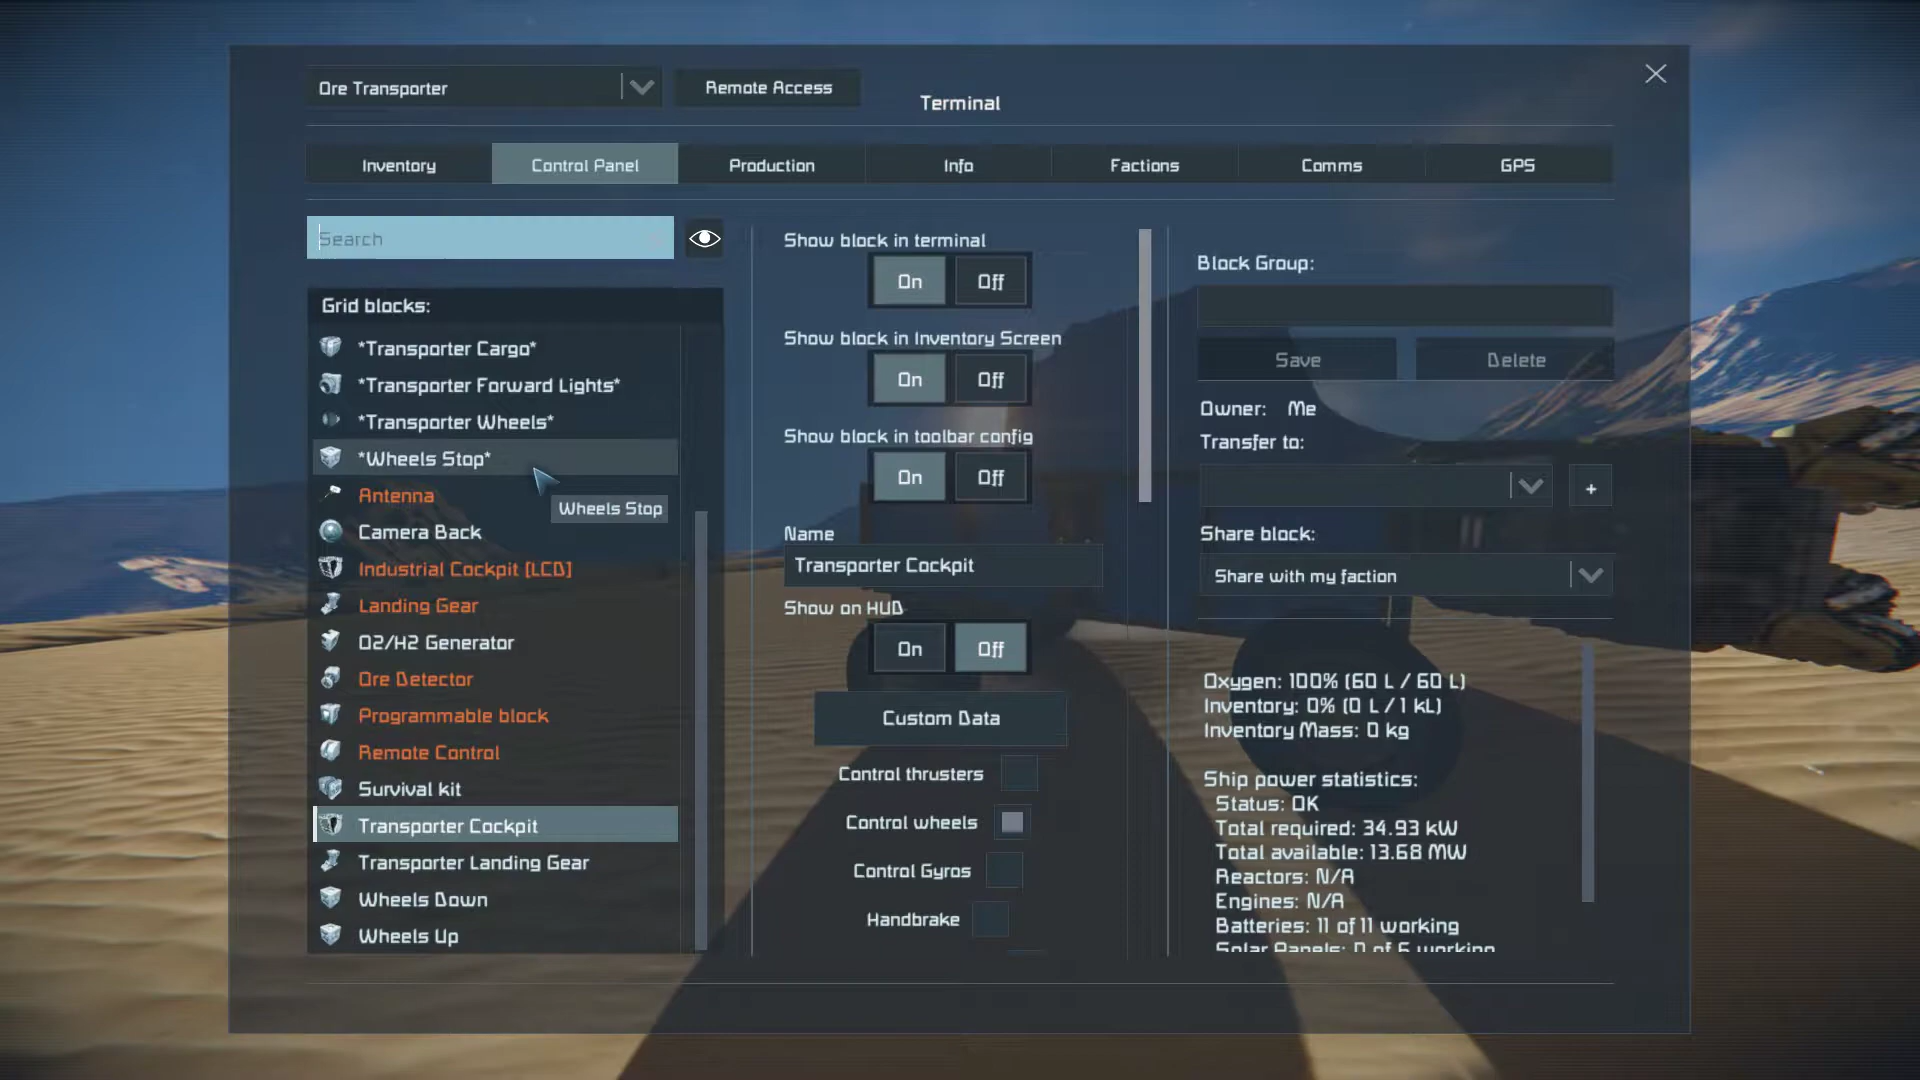 Ore Transporter
Remote Access
Terminal
Inventory
Control Panel
Production
Info
Factions
Comms
GPS
Search
Grid blocks:
*Transporter Cargo*
*Transporter Forward Lights*
*Transporter Wheels*
*Wheels Stop*
Wheels Stop
Antenna
Camera Back
Industrial Cockpit [LCD]
Landing Gear
O2/H2 Generator
Ore Detector
Programmable block
Remote Control
Survival kit
Transporter Cockpit
Transporter Landing Gear
Wheels Down
Wheels Up
Show block in terminal
On Off
Show block in Inventory Screen
On Off
Show block in toolbar config
On Off
Name
Transporter Cockpit
Show on HUD
On Off
Custom Data
Control thrusters
Control wheels
Control Gyros
Handbrake
Block Group:
Save
Delete
Owner: Me
Transfer to:
+
Share block:
Share with my faction
Oxygen: 100% (60 L / 60 L)
Inventory: 0% (0 L / 1 kL)
Inventory Mass: 0 kg
Ship power statistics:
Status: OK
Total required: 34.93 kW
Total available: 13.68 MW
Reactors: N/A
Engines: N/A
Batteries: 11 of 11 working
Solar Panels: 0 of 6 working